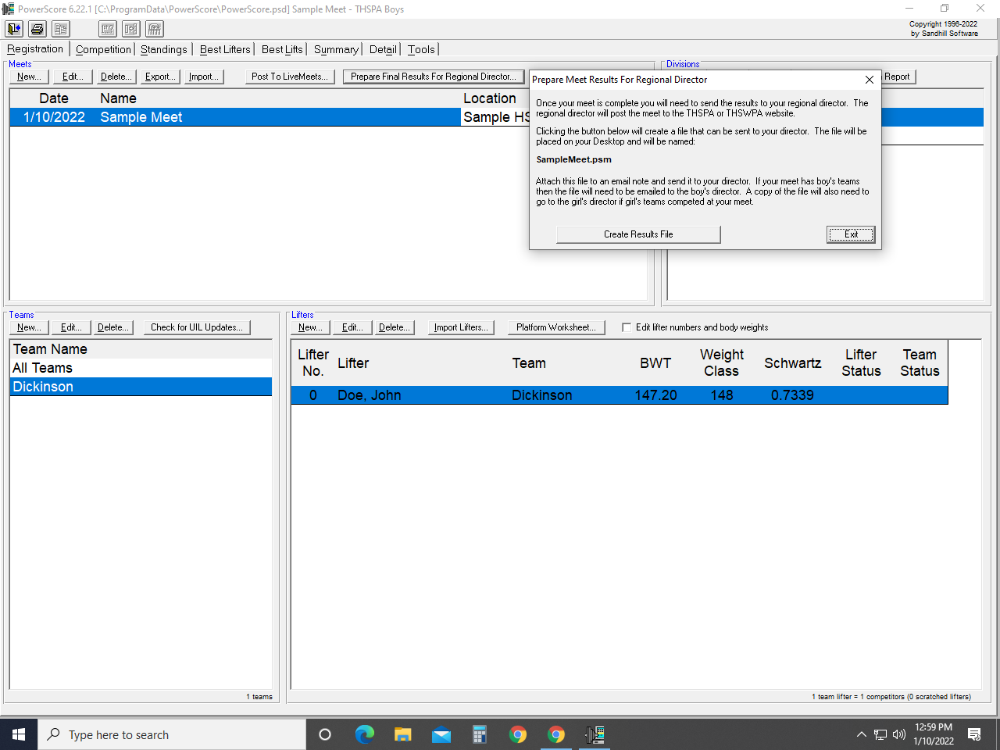 PowerScore 6.22.1 [C:\ProgramData\PowerScore\PowerScore.psd] Sample Meet - THSPA Boys
Copyright 1996-2022
by Sandhill Software
Registration Competition Standings Best Lifters Best Lifts Summary Detail Tools
Meets
New... Edit... Delete... Export... Import... Post To LiveMeets... Prepare Final Results For Regional Director...
Date Name Location
1/10/2022 Sample Meet Sample HS
Divisions
Report
Prepare Meet Results For Regional Director
Once your meet is complete you will need to send the results to your regional director. The
regional director will post the meet to the THSPA or THSWPA website.
Clicking the button below will create a file that can be sent to your director. The file will be
placed on your Desktop and will be named:
SampleMeet.psm
Attach this file to an email note and send it to your director. If your meet has boy's teams
then the file will need to be emailed to the boy's director. A copy of the file will also need to
go to the girl's director if girl's teams competed at your meet.
Create Results File Exit
Teams
New... Edit... Delete... Check for UIL Updates...
Team Name
All Teams
Dickinson
1 teams
Lifters
New... Edit... Delete... Import Lifters... Platform Worksheet... Edit lifter numbers and body weights
Lifter No. Lifter Team BWT Weight Class Schwartz Lifter Status Team Status
0 Doe, John Dickinson 147.20 148 0.7339
1 team lifter = 1 competitors (0 scratched lifters)
Type here to search
12:59 PM
1/10/2022